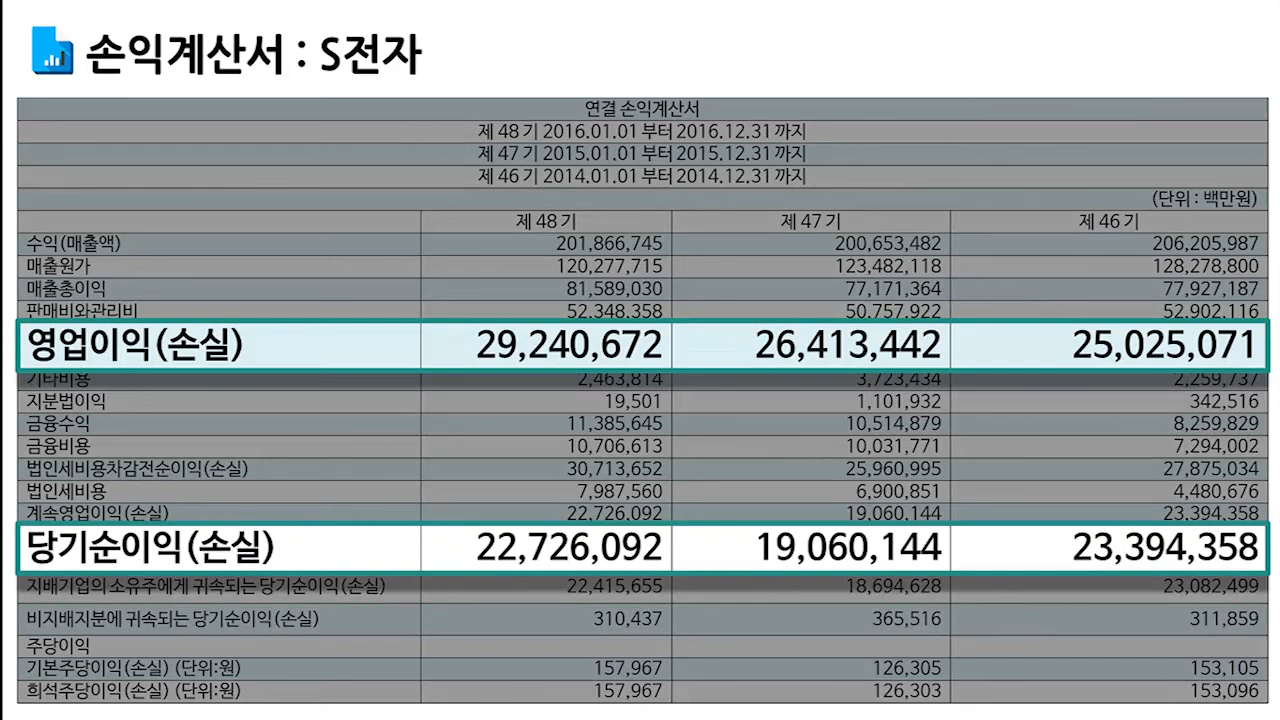 손익계산서 : S전자
연결 손익계산서
제 48 기 2016.01.01 부터 2016.12.31 까지
제 47 기 2015.01.01 부터 2015.12.31 까지
제 46 기 2014.01.01 부터 2014.12.31 까지
(단위 : 백만원)
제 48 기 제 47 기 제 46 기
수익(매출액) 201,866,745 200,653,482 206,205,987
매출원가 120,277,715 123,482,118 128,278,800
매출총이익 81,589,030 77,171,364 77,927,187
판매비와관리비 52,348,358 50,757,922 52,902,116
영업이익(손실) 29,240,672 26,413,442 25,025,071
기타비용 2,463,814 3,723,434 2,259,737
지분법이익 19,501 1,101,932 342,516
금융수익 11,385,645 10,514,879 8,259,829
금융비용 10,706,613 10,031,771 7,294,002
법인세비용차감전순이익(손실) 30,713,652 25,960,995 27,875,034
법인세비용 7,987,560 6,900,851 4,480,676
계속영업이익(손실) 22,726,092 19,060,144 23,394,358
당기순이익(손실) 22,726,092 19,060,144 23,394,358
지배기업의 소유주에게 귀속되는 당기순이익(손실) 22,415,655 18,694,628 23,082,499
비지배지분에 귀속되는 당기순이익(손실) 310,437 365,516 311,859
주당이익
기본주당이익(손실) (단위:원) 157,967 126,305 153,105
희석주당이익(손실) (단위:원) 157,967 126,303 153,096